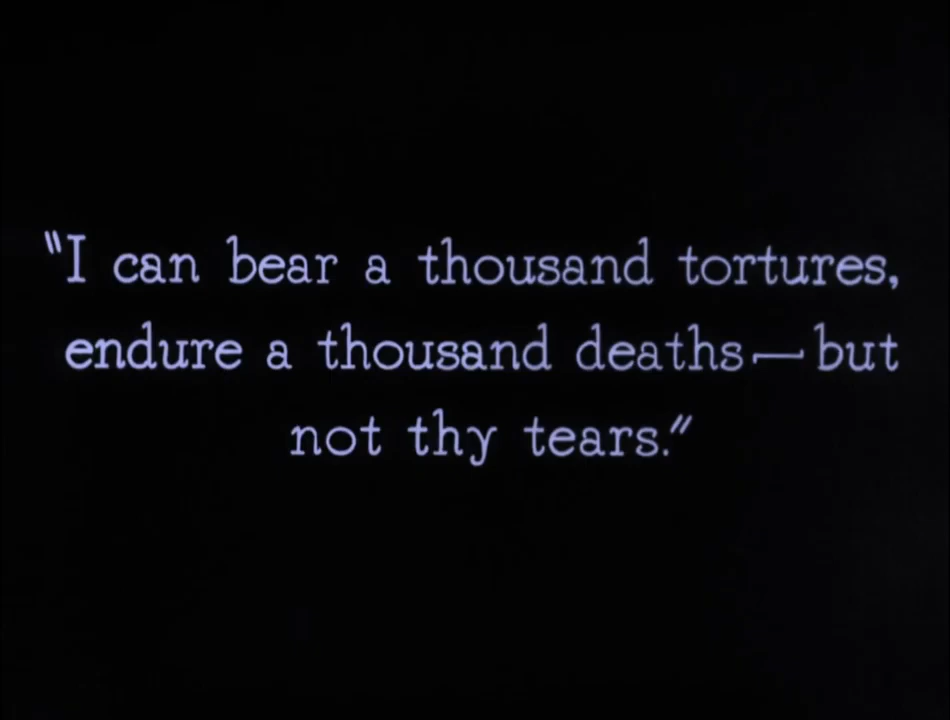 "I can bear a thousand tortures,
endure a thousand deaths—but
not thy tears."